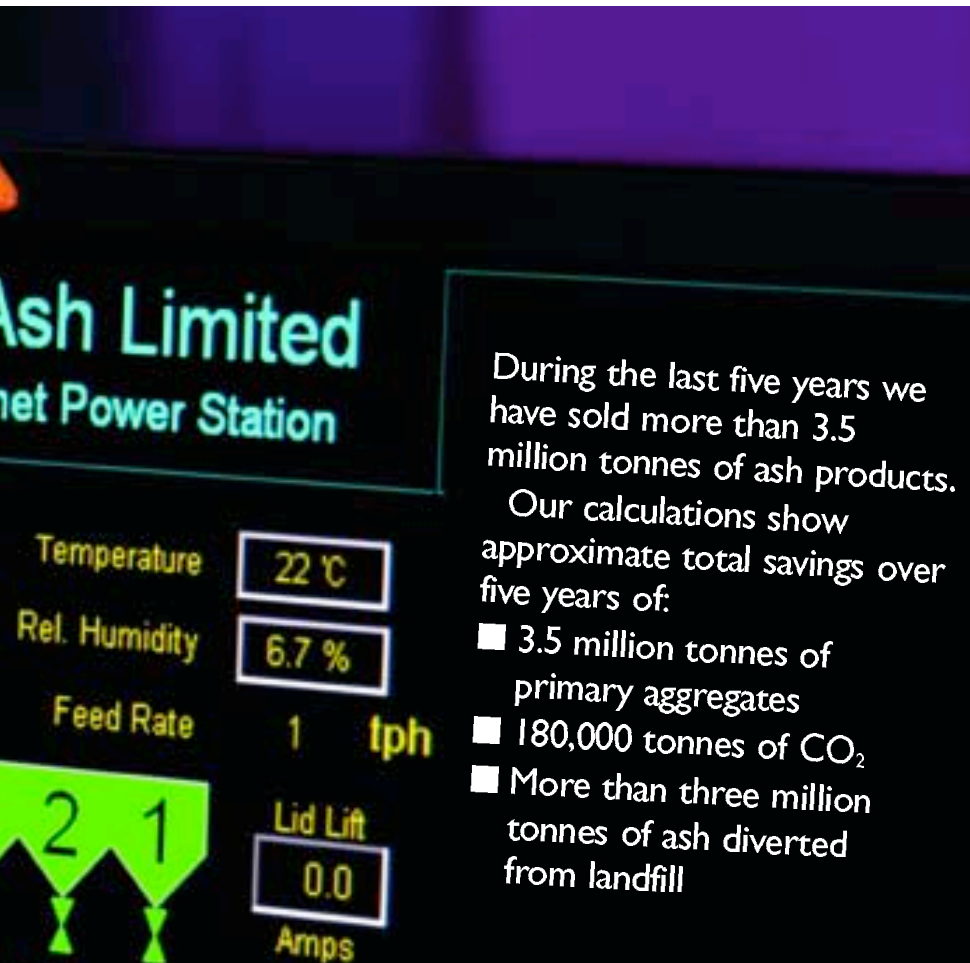 Ash Limited
net Power Station
During the last five years we
have sold more than 3.5
million tonnes of ash products.
Our calculations show
approximate total savings over
five years of:
■ 3.5 million tonnes of
primary aggregates
■ 180,000 tonnes of CO₂
■ More than three million
tonnes of ash diverted
from landfill
Temperature 22 °C
Rel. Humidity 6.7 %
Feed Rate 1 tph
2 1
Lid Lift
0.0
Amps